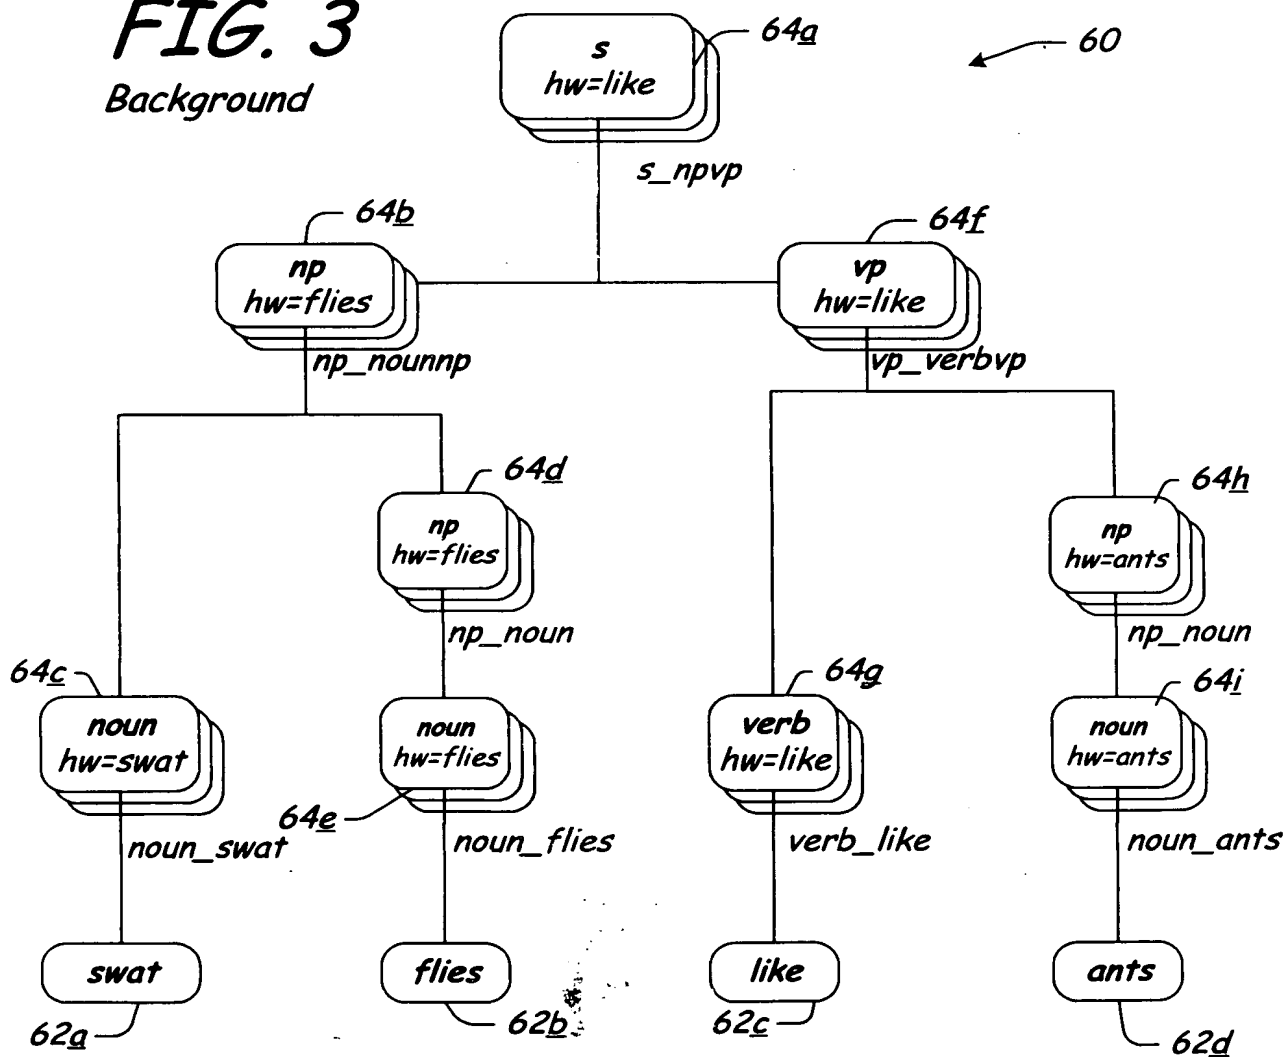 FIG. 3
Background
s
hw=like
64a
60
s_npvp
64b
np
hw=flies
np_nounnp
64f
vp
hw=like
vp_verbvp
64d
np
hw=flies
np_noun
64h
np
hw=ants
np_noun
64c
noun
hw=swat
noun_swat
noun
hw=flies
64e
noun_flies
64g
verb
hw=like
verb_like
64i
noun
hw=ants
noun_ants
swat
62a
flies
62b
like
62c
ants
62d